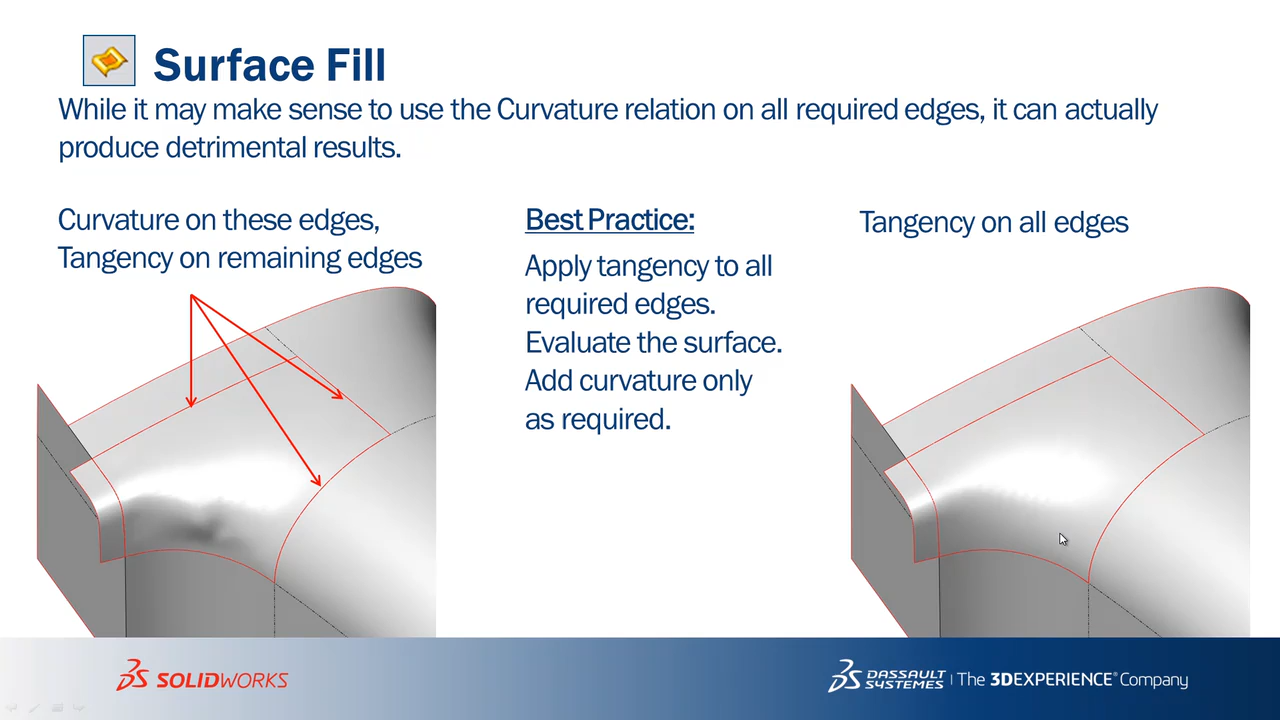 Surface Fill
While it may make sense to use the Curvature relation on all required edges, it can actually
produce detrimental results.
Curvature on these edges,
Tangency on remaining edges
Best Practice:
Apply tangency to all
required edges.
Evaluate the surface.
Add curvature only
as required.
Tangency on all edges
SOLIDWORKS
DASSAULT
SYSTEMES
The 3DEXPERIENCE® Company